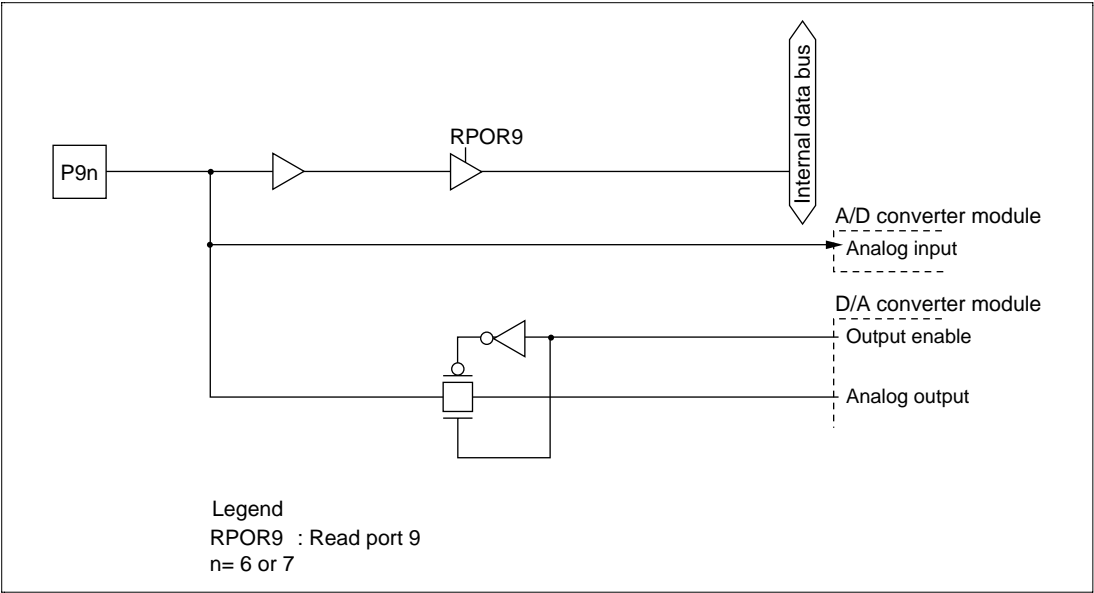 RPOR9
P9n
Internal data bus
A/D converter module
Analog input
D/A converter module
Output enable
Analog output
Legend
RPOR9 : Read port 9
n= 6 or 7